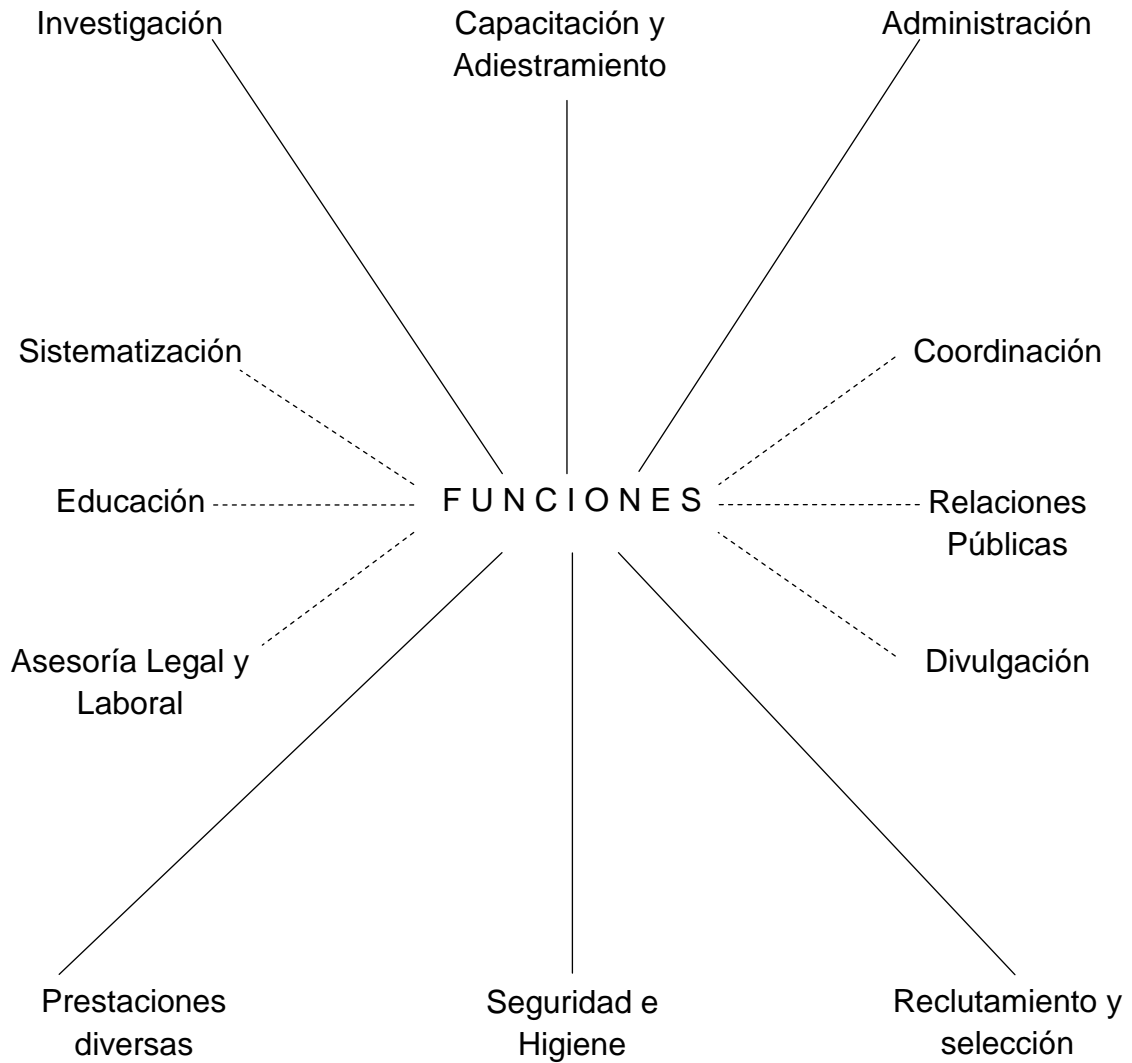 Investigación
Capacitación y
Adiestramiento
Administración
Sistematización
Coordinación
Educación
F U N C I O N E S
Relaciones
Públicas
Asesoría Legal y
Laboral
Divulgación
Prestaciones
diversas
Seguridad e
Higiene
Reclutamiento y
selección